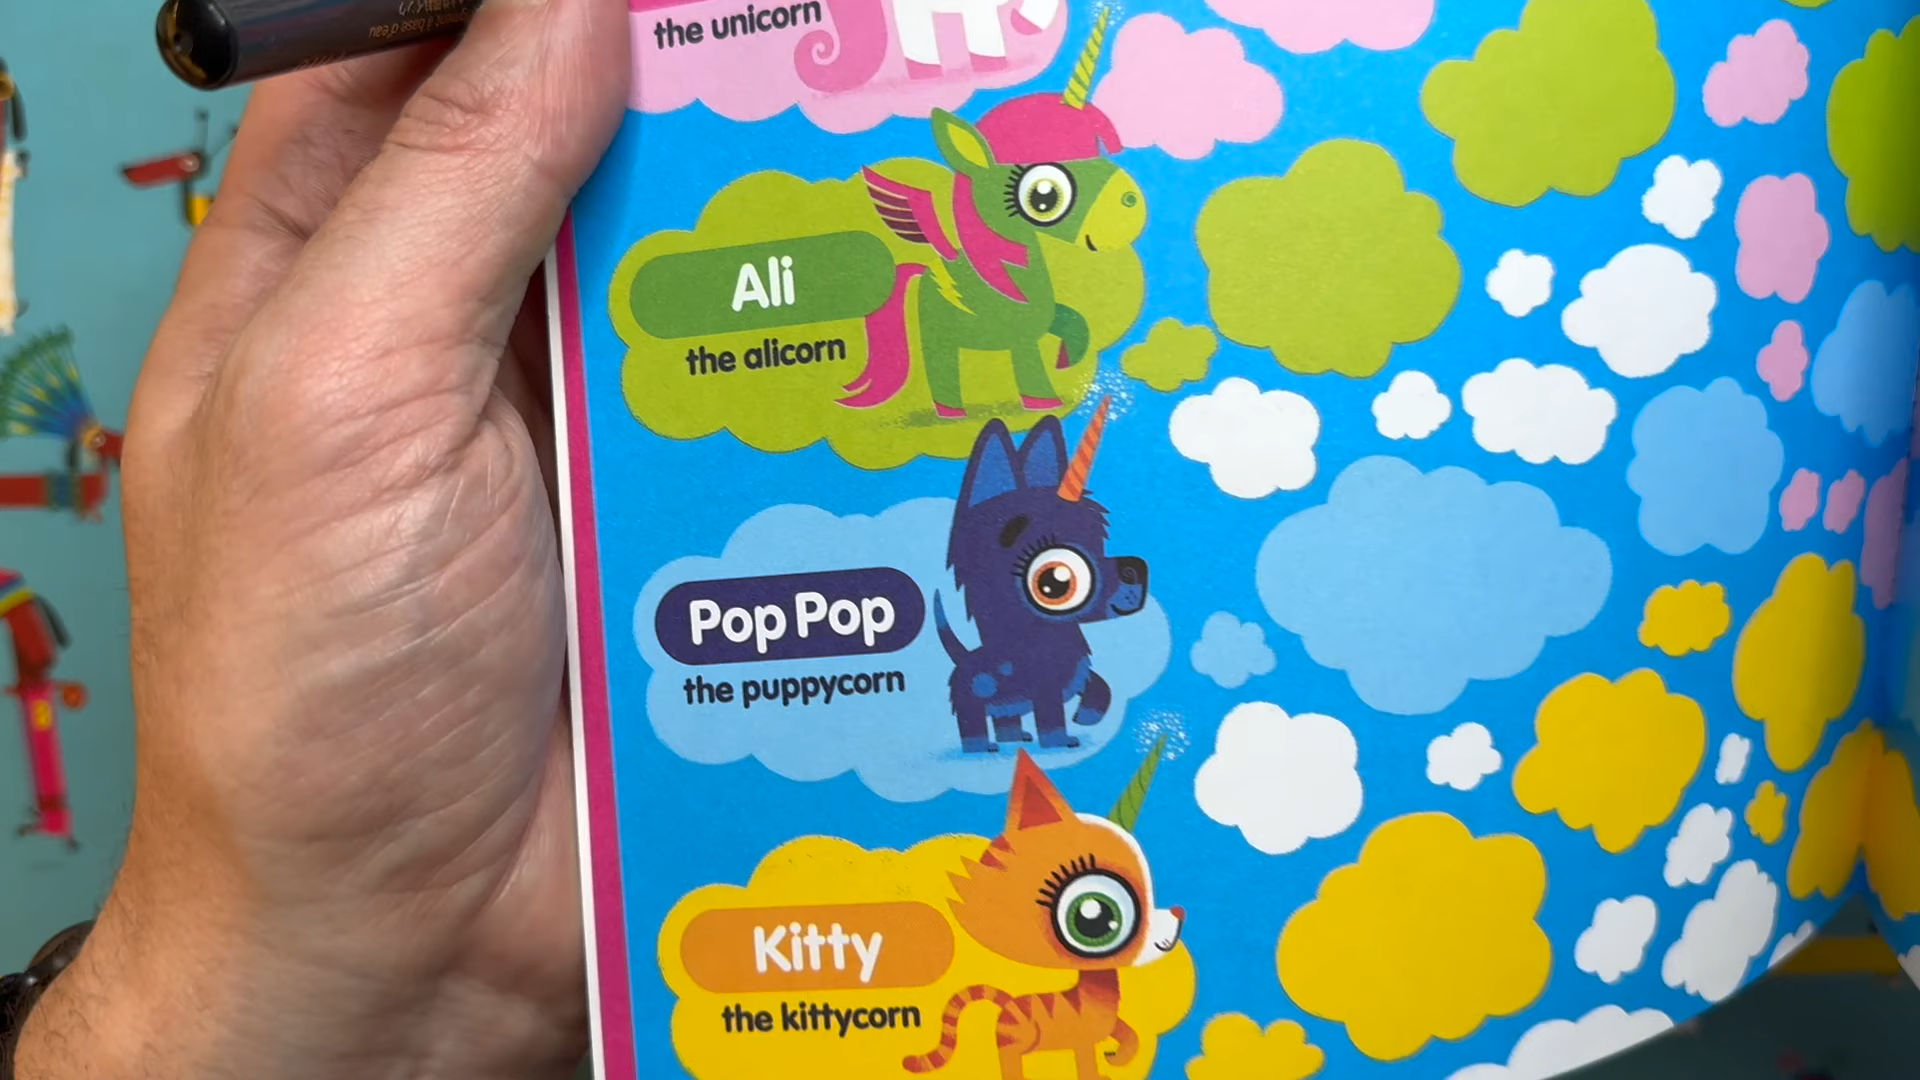 the unicorn
Ali
the alicorn
Pop Pop
the puppycorn
Kitty
the kittycorn